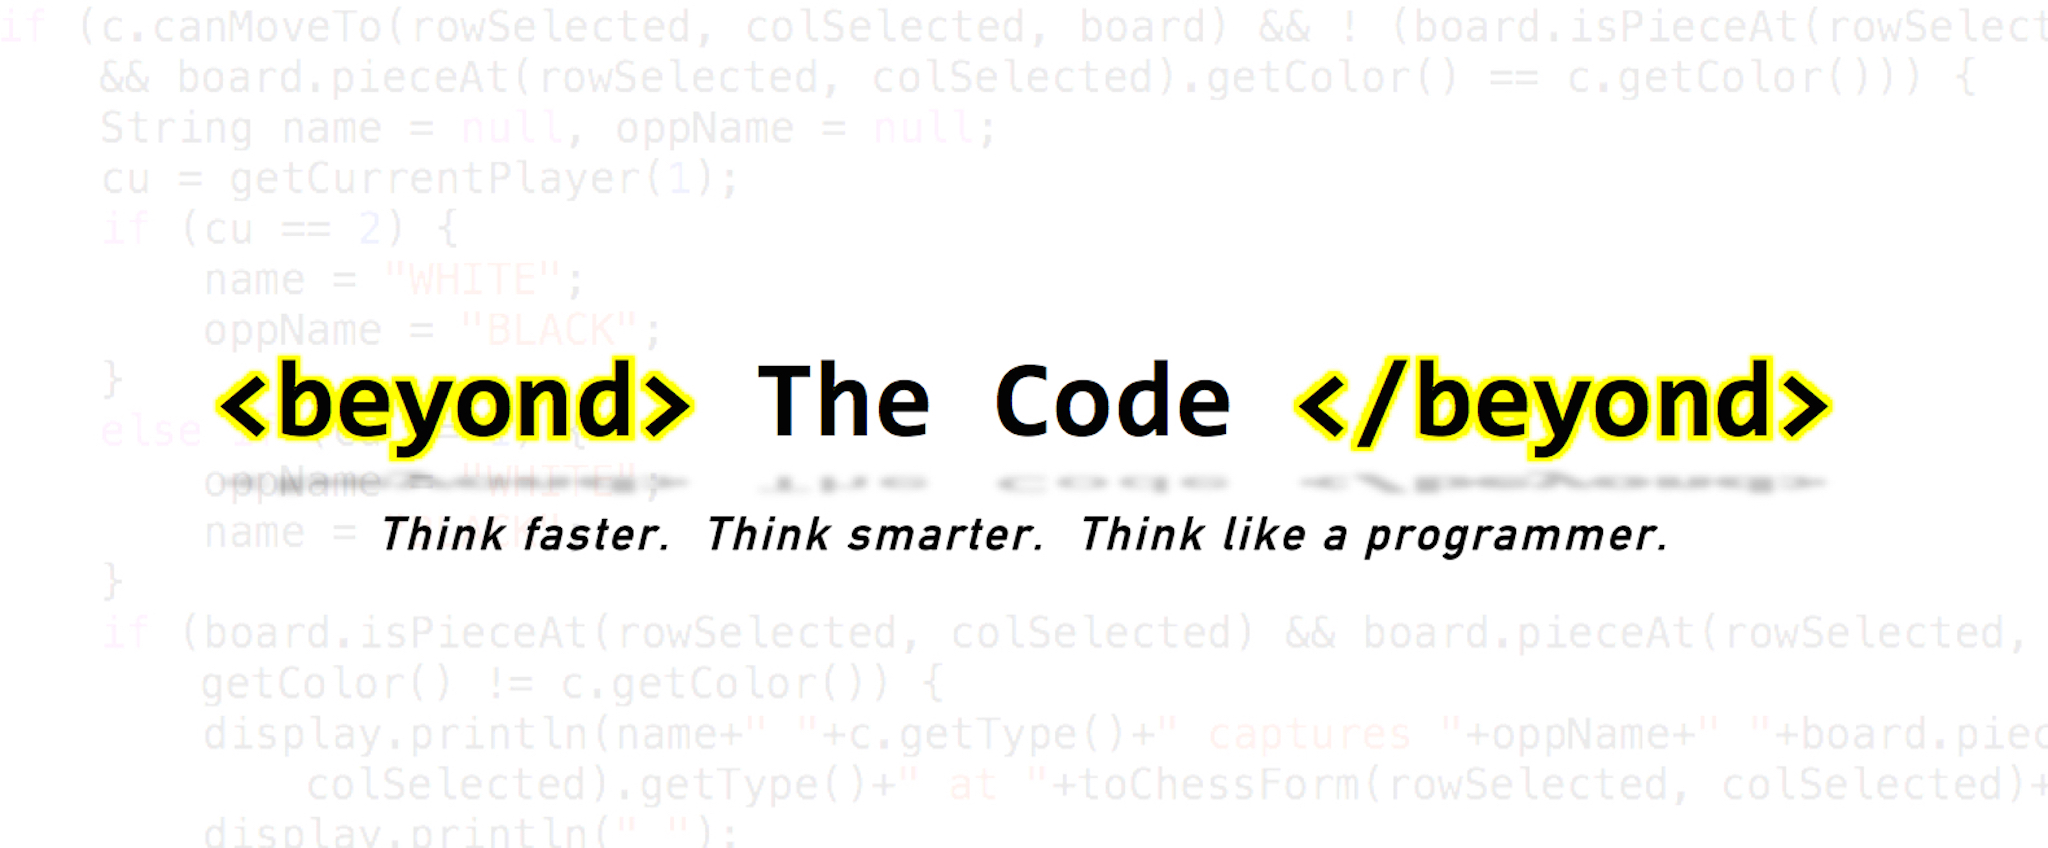 if (c.canMoveTo(rowSelected, colSelected, board) && ! (board.isPieceAt(rowSelect
&& board.pieceAt(rowSelected, colSelected).getColor() == c.getColor())) {
String name = null, oppName = null;
cu = getCurrentPlayer(1);
if (cu == 2) {
name = "WHITE";
oppName = "BLACK";
}
<beyond> The Code </beyond>
else {
oppName = "WHITE";
name =
Think faster. Think smarter. Think like a programmer.
}
if (board.isPieceAt(rowSelected, colSelected) && board.pieceAt(rowSelected,
getColor() != c.getColor()) {
display.println(name+" "+c.getType()+" captures "+oppName+" "+board.piec
colSelected).getType()+" at "+toChessForm(rowSelected, colSelected)+
display.println(" ");